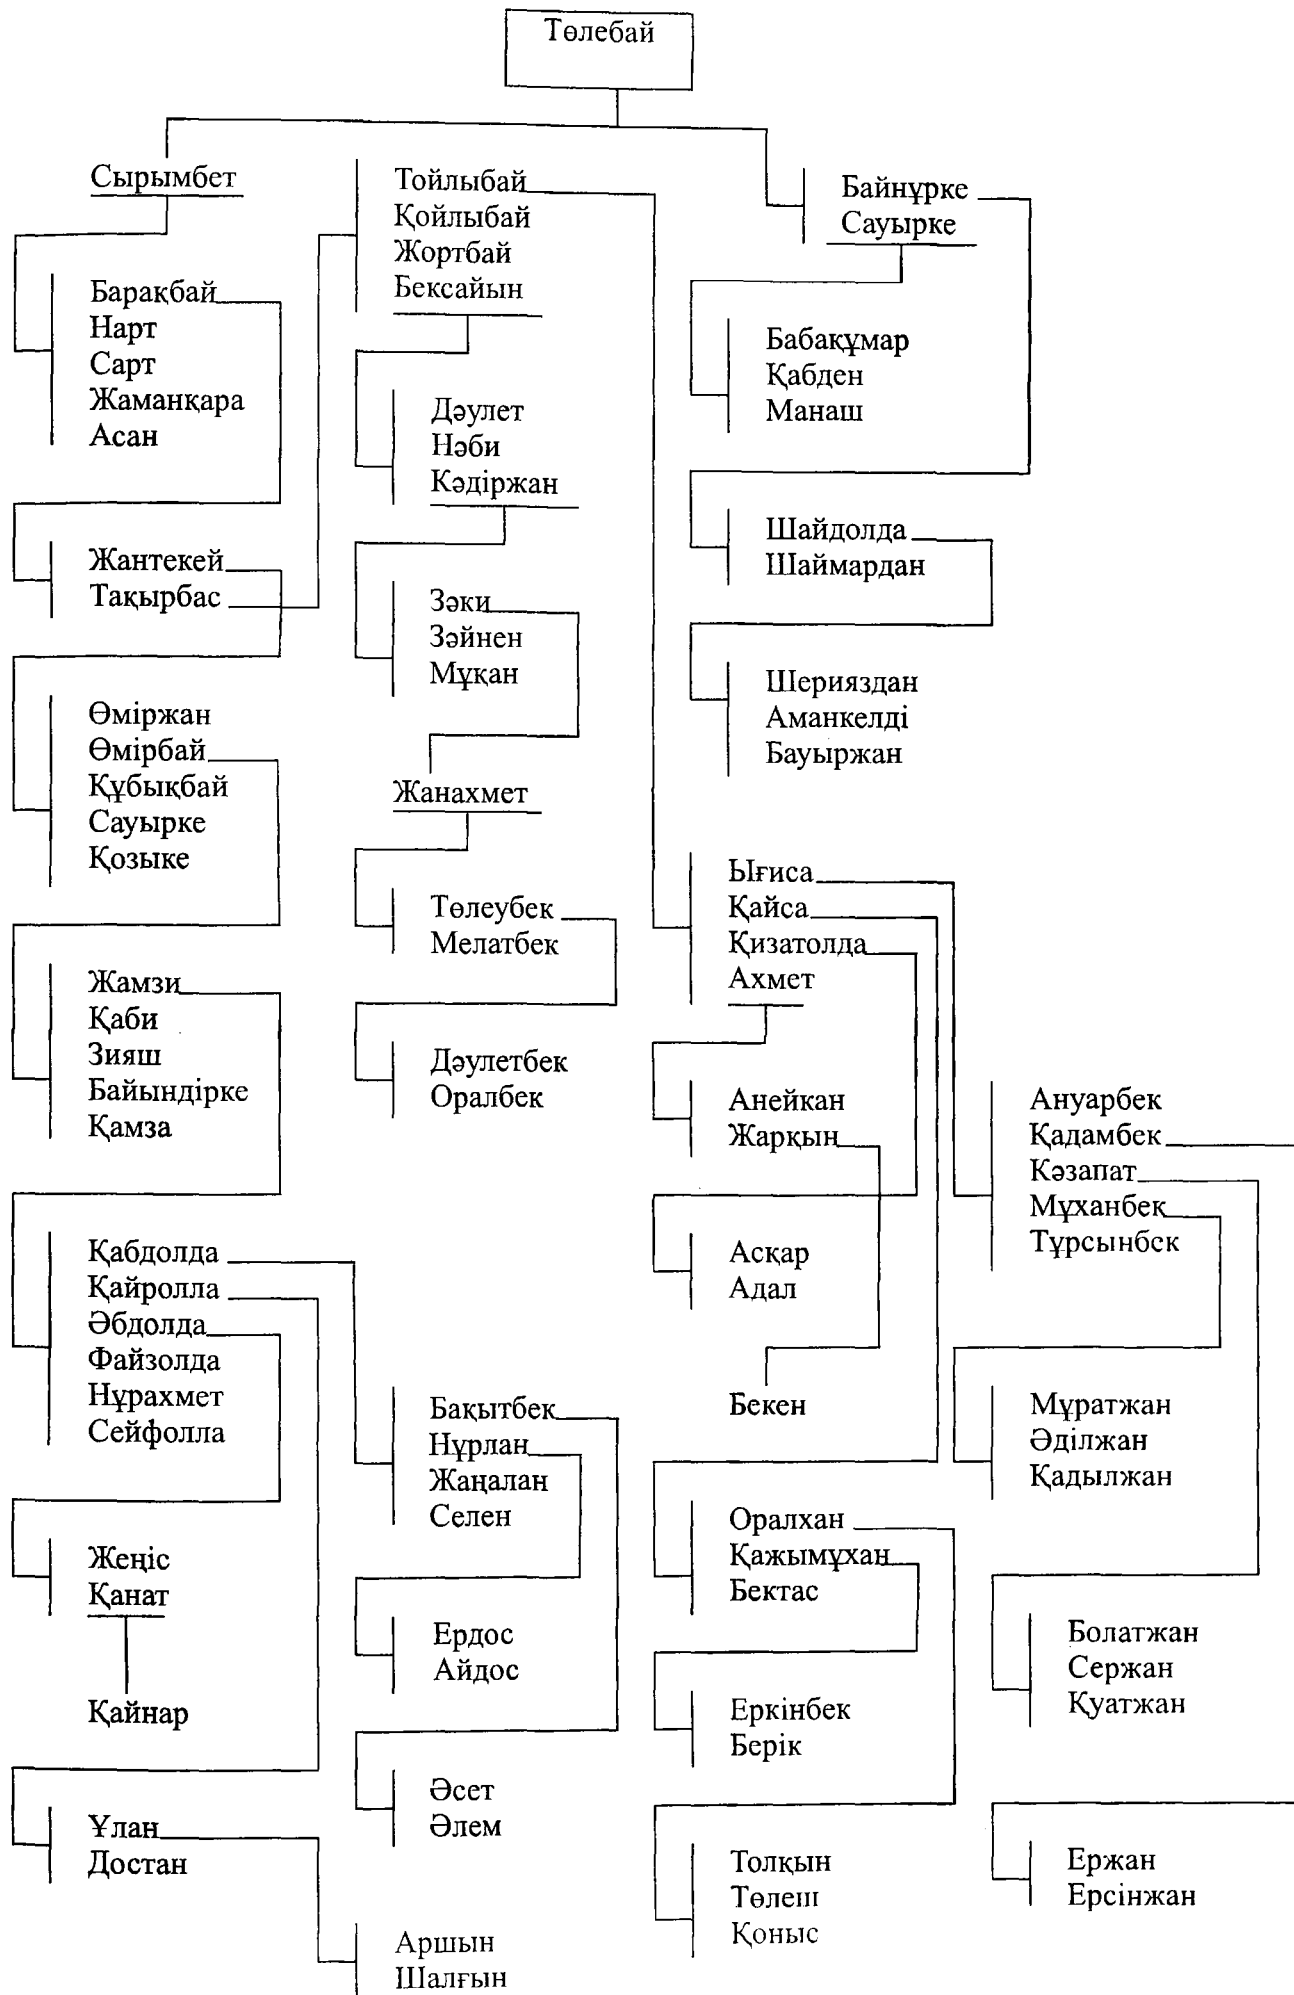 Төлебай
Сырымбет
Барақбай
Нарт
Сарт
Жаманқара
Асан
Жантекей
Тақырбас
Өміржан
Өмірбай
Құбықбай
Сауырке
Қозыке
Жамзи
Қаби
Зияш
Байындірке
Қамза
Қабдолда
Қайролла
Әбдолда
Файзолда
Нұрахмет
Сейфолла
Жеңіс
Қанат
Қайнар
Ұлан
Достан
Тойлыбай
Қойлыбай
Жортбай
Бексайын
Дәулет
Нәби
Кәдіржан
Зәки
Зәйнен
Мұқан
Жанахмет
Төлеубек
Мелатбек
Дәулетбек
Оралбек
Бақытбек
Нұрлан
Жаңалан
Селен
Ердос
Айдос
Әсет
Әлем
Аршын
Шалғын
Байнұрке
Сауырке
Бабақұмар
Қабден
Манаш
Шайдолда
Шаймардан
Шерияздан
Аманкелді
Бауыржан
Ығиса
Қайса
Қизатолда
Ахмет
Анейкан
Жарқын
Асқар
Адал
Бекен
Оралхан
Қажымұхан
Бектас
Еркінбек
Берік
Толқын
Төлеш
Қоныс
Ануарбек
Қадамбек
Кәзапат
Мұханбек
Тұрсынбек
Мұратжан
Әділжан
Қадылжан
Болатжан
Сержан
Қуатжан
Ержан
Ерсінжан